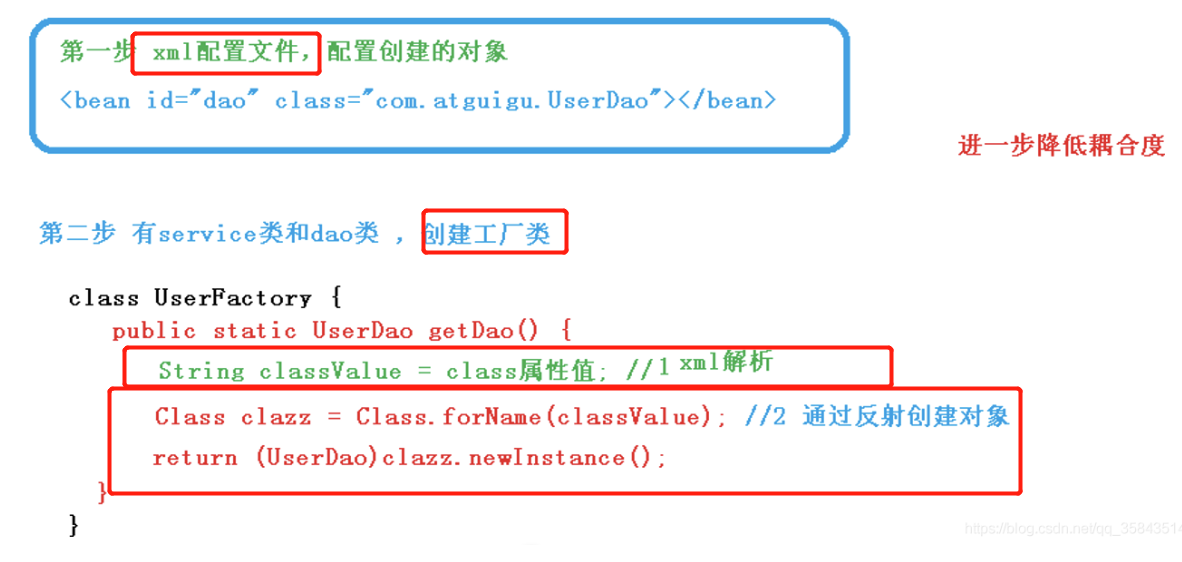 第一步 xml配置文件，配置创建的对象
<bean id="dao" class="com.atguigu.UserDao"></bean>
进一步降低耦合度
第二步 有service类和dao类 ，创建工厂类
class UserFactory {
public static UserDao getDao() {
String classValue = class属性值; //1 xml解析
Class clazz = Class.forName(classValue); //2 通过反射创建对象
return (UserDao)clazz.newInstance();
}
}
https://blog.csdn.net/qq_35843514